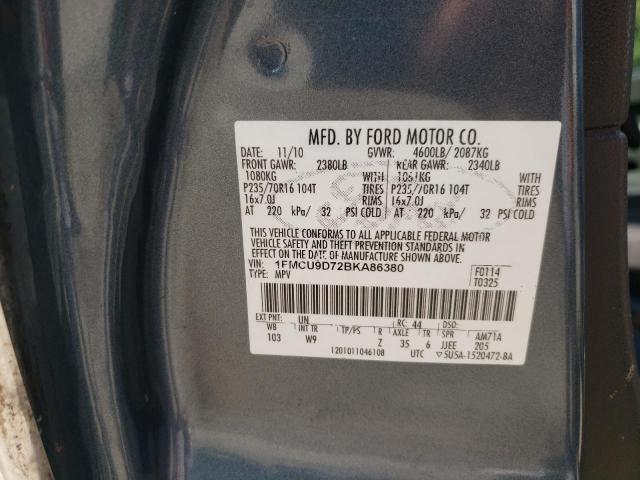 MFD. BY FORD MOTOR CO.
DATE: 11/10 GVWR: 4600LB/ 2087KG
FRONT GAWR: 2380LB REAR GAWR: 2340LB
1080KG WITH 1061KG WITH
P235/70R16 104T TIRES P235/70R16 104T TIRES
16x7.0J RIMS 16x7.0J RIMS
AT 220 kPa/ 32 PSI COLD AT 220 kPa/ 32 PSI COLD
THIS VEHICLE CONFORMS TO ALL APPLICABLE FEDERAL MOTOR
VEHICLE SAFETY AND THEFT PREVENTION STANDARDS IN
EFFECT ON THE DATE OF MANUFACTURE SHOWN ABOVE.
VIN: 1FMCU9D72BKA86380 F0114
TYPE: MPV T0325
EXT PNT: UN RC: 44 DSO:
WB INT TR TP/PS R AXLE TR SPR AM71A
103 W9 Z 35 6 JJEE 205
1201011046108 UTC ▽5U5A-1520472-BA